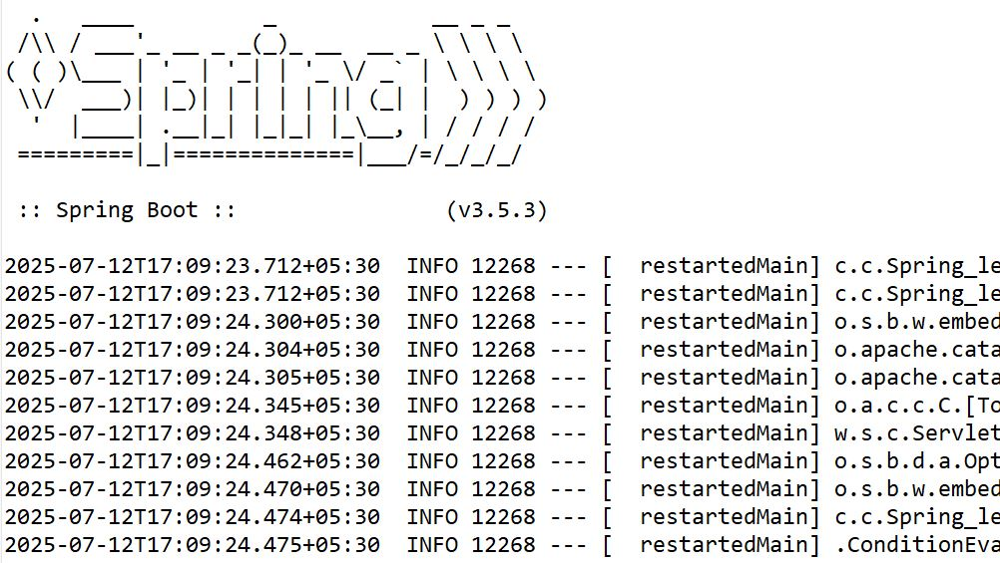 .   ____          _            __ _ _
 /\\ / ___'_ __ _ _(_)_ __  __ _ \ \ \ \
( ( )\___ | '_ | '_| | '_ \/ _` | \ \ \ \
 \\/  ___)| |_)| | | | | || (_| |  ) ) ) )
  '  |____| .__|_| |_|_| |_\__, | / / / /
 =========|_|==============|___/=/_/_/_/

 :: Spring Boot ::                (v3.5.3)

2025-07-12T17:09:23.712+05:30  INFO 12268 --- [  restartedMain] c.c.Spring_le
2025-07-12T17:09:23.712+05:30  INFO 12268 --- [  restartedMain] c.c.Spring_le
2025-07-12T17:09:24.300+05:30  INFO 12268 --- [  restartedMain] o.s.b.w.embed
2025-07-12T17:09:24.304+05:30  INFO 12268 --- [  restartedMain] o.apache.cata
2025-07-12T17:09:24.305+05:30  INFO 12268 --- [  restartedMain] o.apache.cata
2025-07-12T17:09:24.345+05:30  INFO 12268 --- [  restartedMain] o.a.c.c.C.[To
2025-07-12T17:09:24.348+05:30  INFO 12268 --- [  restartedMain] w.s.c.Servlet
2025-07-12T17:09:24.462+05:30  INFO 12268 --- [  restartedMain] o.s.b.d.a.Opt
2025-07-12T17:09:24.470+05:30  INFO 12268 --- [  restartedMain] o.s.b.w.embed
2025-07-12T17:09:24.474+05:30  INFO 12268 --- [  restartedMain] c.c.Spring_le
2025-07-12T17:09:24.475+05:30  INFO 12268 --- [  restartedMain] .ConditionEva